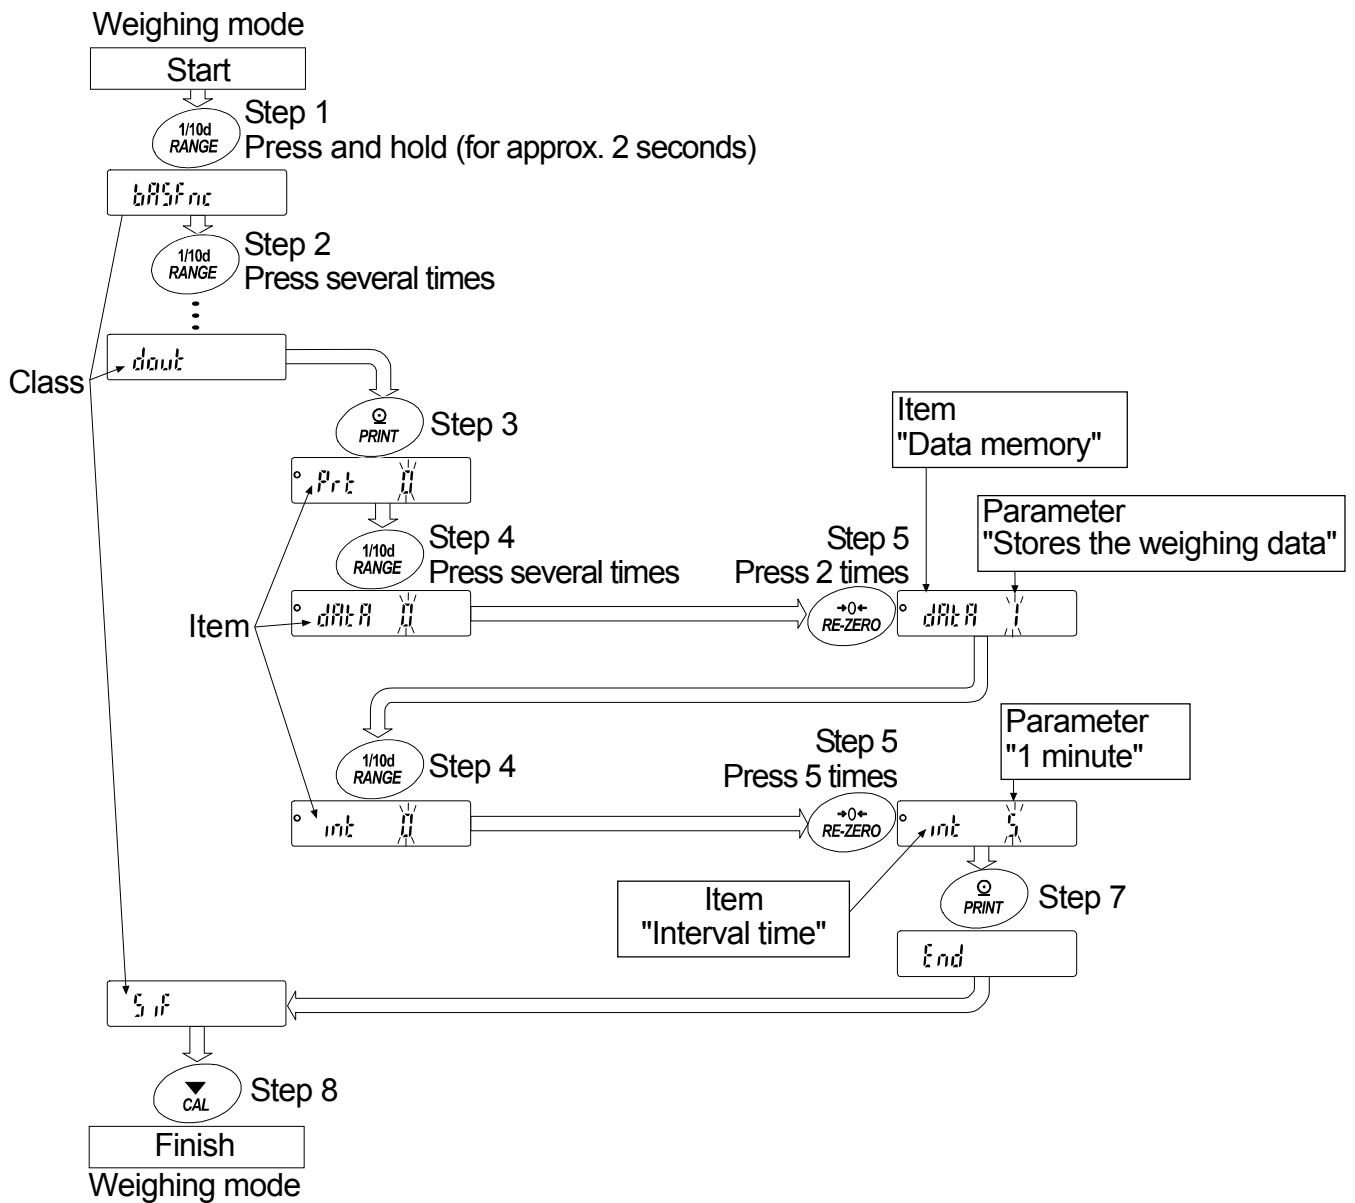 Weighing mode
Start
1/10d
RANGE
Step 1
Press and hold (for approx. 2 seconds)
bASFnc
1/10d
RANGE
Step 2
Press several times
dout
Class
PRINT
Step 3
Prt 0
1/10d
RANGE
Step 4
Press several times
dAtA 0
Item
Step 5
Press 2 times
→0←
RE-ZERO
Item
"Data memory"
Parameter
"Stores the weighing data"
dAtA 1
1/10d
RANGE
Step 4
int 0
Step 5
Press 5 times
→0←
RE-ZERO
Parameter
"1 minute"
int 5
Item
"Interval time"
PRINT
Step 7
End
SiF
CAL
Step 8
Finish
Weighing mode